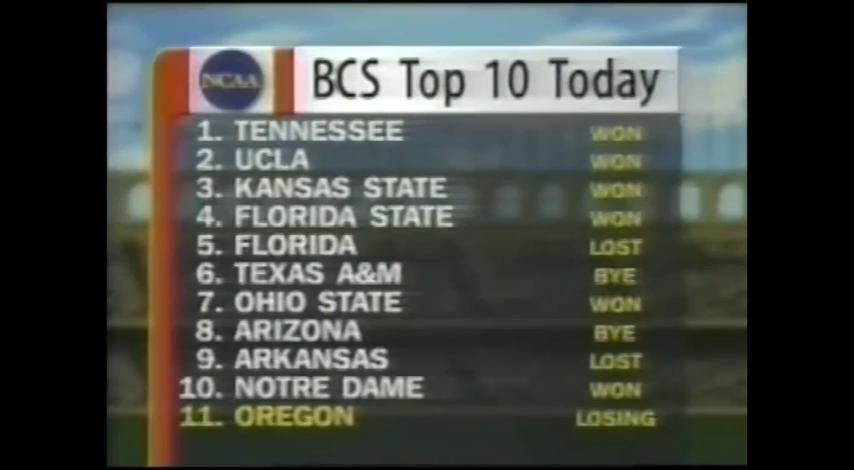 NCAA BCS Top 10 Today
1. TENNESSEE WON
2. UCLA WON
3. KANSAS STATE WON
4. FLORIDA STATE WON
5. FLORIDA LOST
6. TEXAS A&M BYE
7. OHIO STATE WON
8. ARIZONA BYE
9. ARKANSAS LOST
10. NOTRE DAME WON
11. OREGON LOSING